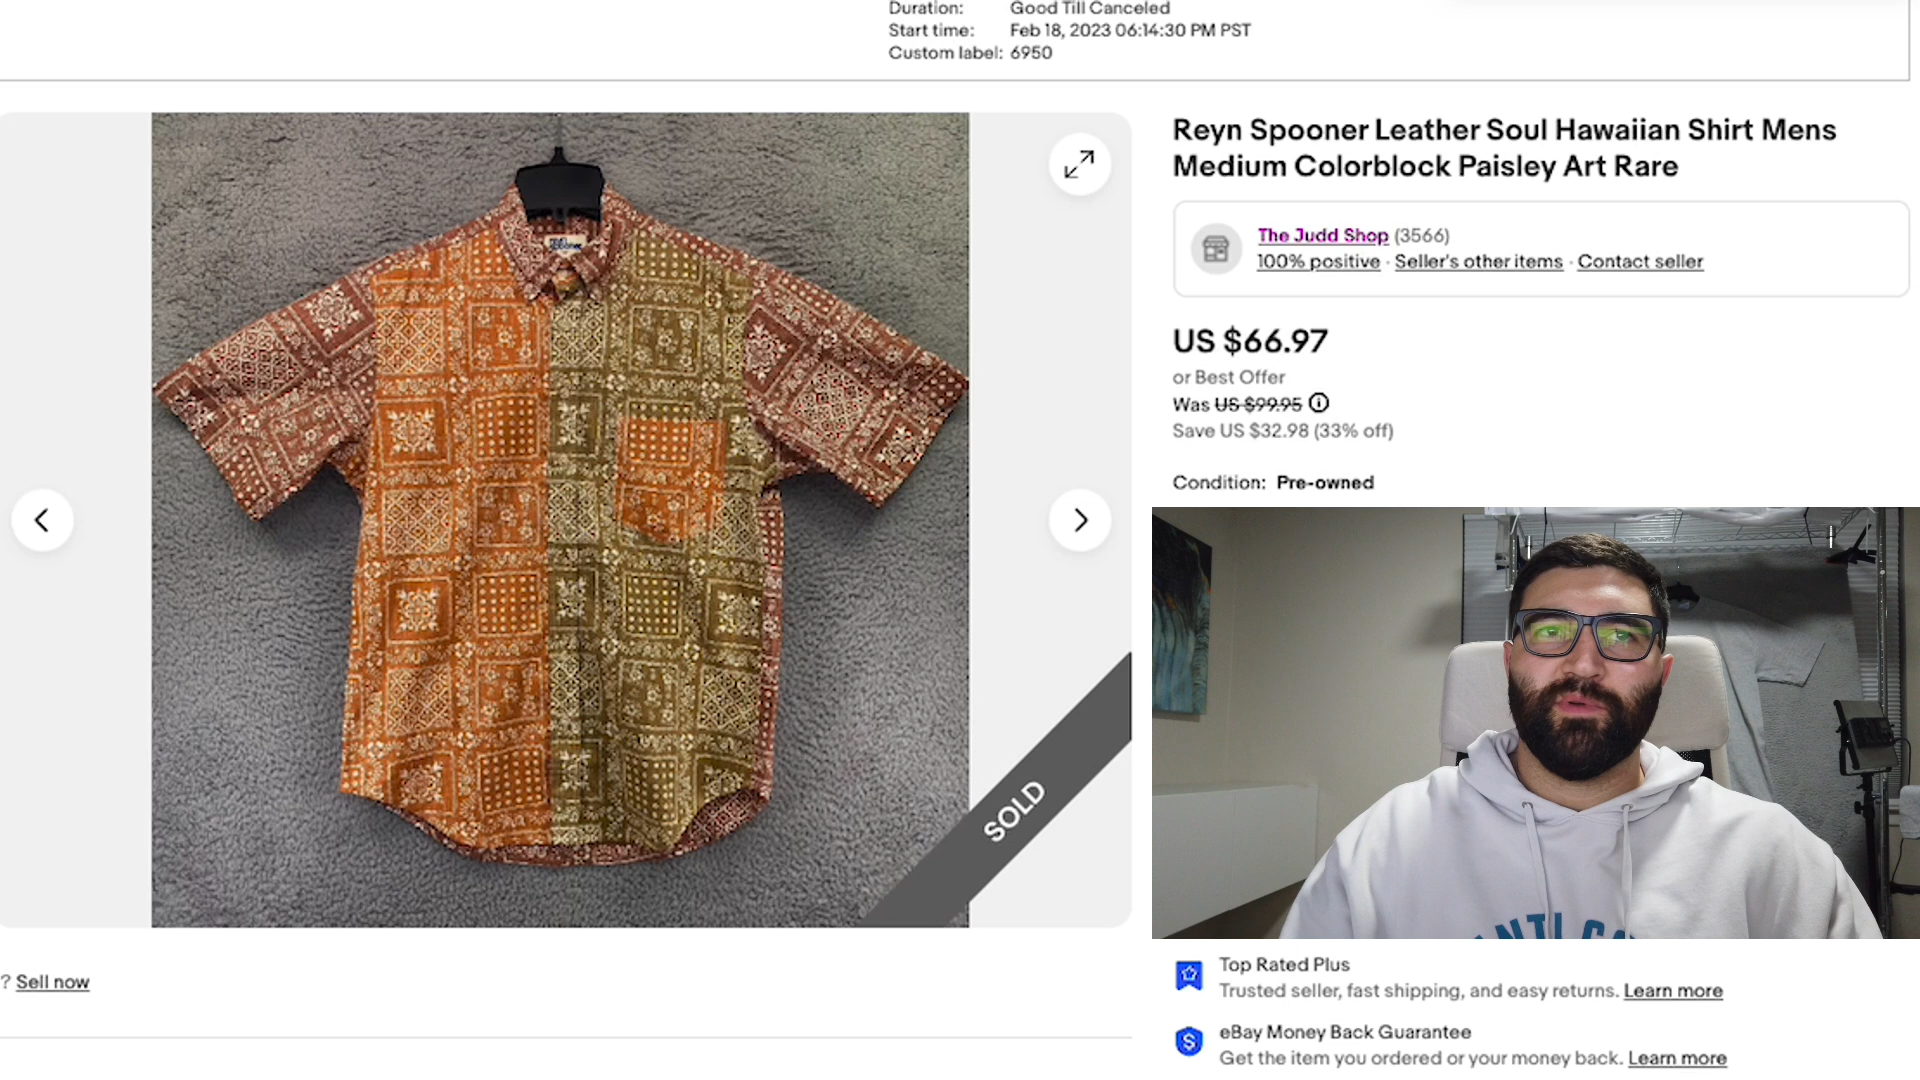 Duration: Good Till Canceled
Start time: Feb 18, 2023 06:14:30 PM PST
Custom label: 6950
Reyn Spooner Leather Soul Hawaiian Shirt Mens
Medium Colorblock Paisley Art Rare
The Judd Shop (3566)
100% positive · Seller's other items · Contact seller
US $66.97
or Best Offer
Was US $99.95
Save US $32.98 (33% off)
Condition: Pre-owned
reyn
spooner
SOLD
? Sell now
Top Rated Plus
Trusted seller, fast shipping, and easy returns. Learn more
eBay Money Back Guarantee
Get the item you ordered or your money back. Learn more